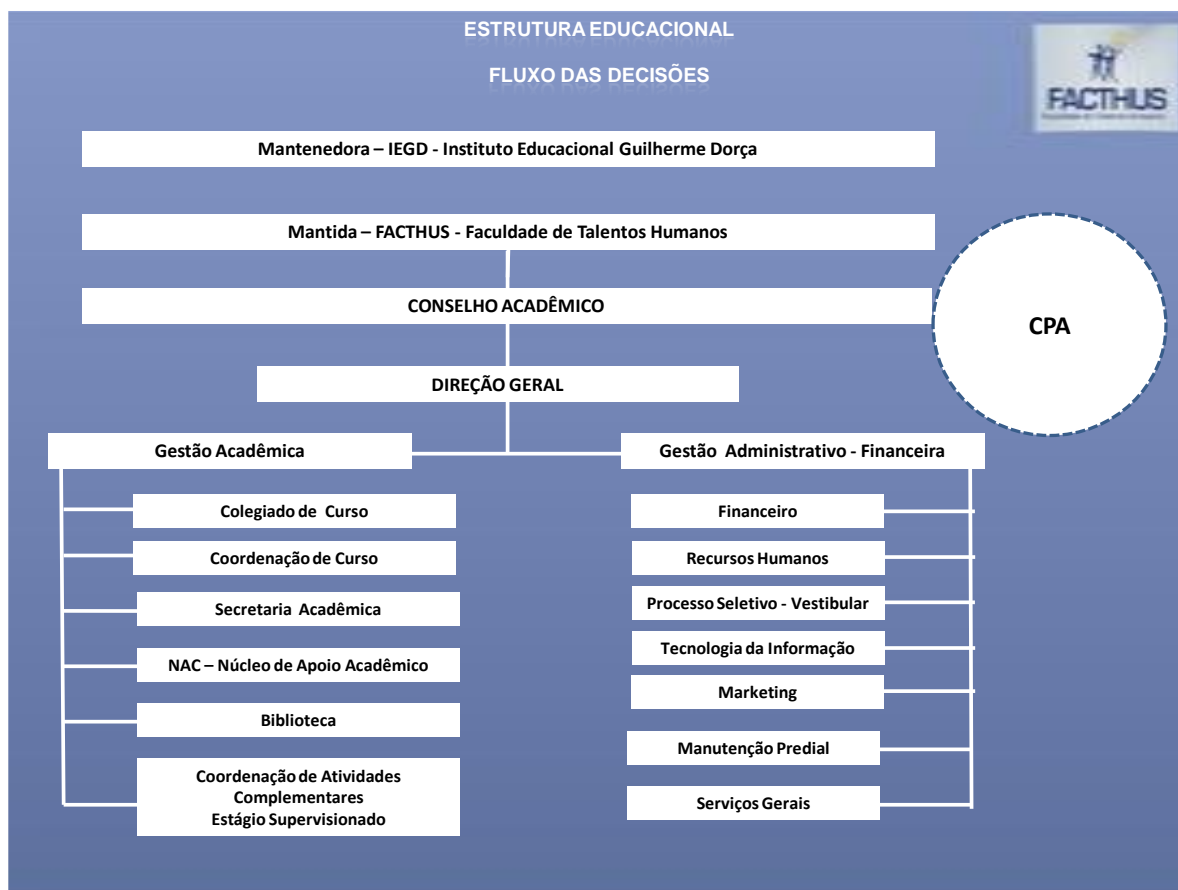 ESTRUTURA EDUCACIONAL
FLUXO DAS DECISÕES
FACTHUS
Mantenedora – IEGD - Instituto Educacional Guilherme Dorça
Mantida – FACTHUS - Faculdade de Talentos Humanos
CONSELHO ACADÊMICO
CPA
DIREÇÃO GERAL
Gestão Acadêmica
Gestão Administrativo - Financeira
Colegiado de Curso
Coordenação de Curso
Secretaria Acadêmica
NAC – Núcleo de Apoio Acadêmico
Biblioteca
Coordenação de Atividades
Complementares
Estágio Supervisionado
Financeiro
Recursos Humanos
Processo Seletivo - Vestibular
Tecnologia da Informação
Marketing
Manutenção Predial
Serviços Gerais